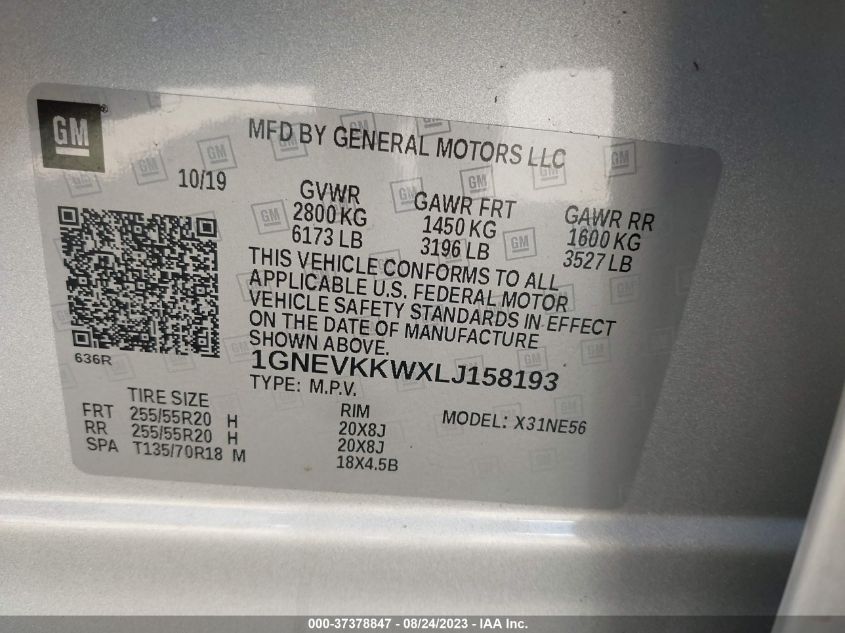 GM
MFD BY GENERAL MOTORS LLC
10/19
GVWR
2800 KG
6173 LB
GAWR FRT
1450 KG
3196 LB
GAWR RR
1600 KG
3527 LB
THIS VEHICLE CONFORMS TO ALL
APPLICABLE U.S. FEDERAL MOTOR
VEHICLE SAFETY STANDARDS IN EFFECT
ON THE DATE OF MANUFACTURE
SHOWN ABOVE.
636R
1GNEVKKWXLJ158193
TYPE: M.P.V.
MODEL: X31NE56
TIRE SIZE
FRT 255/55R20 H
RR 255/55R20 H
SPA T135/70R18 M
RIM
20X8J
20X8J
18X4.5B
000-37378847 - 08/24/2023 - IAA Inc.